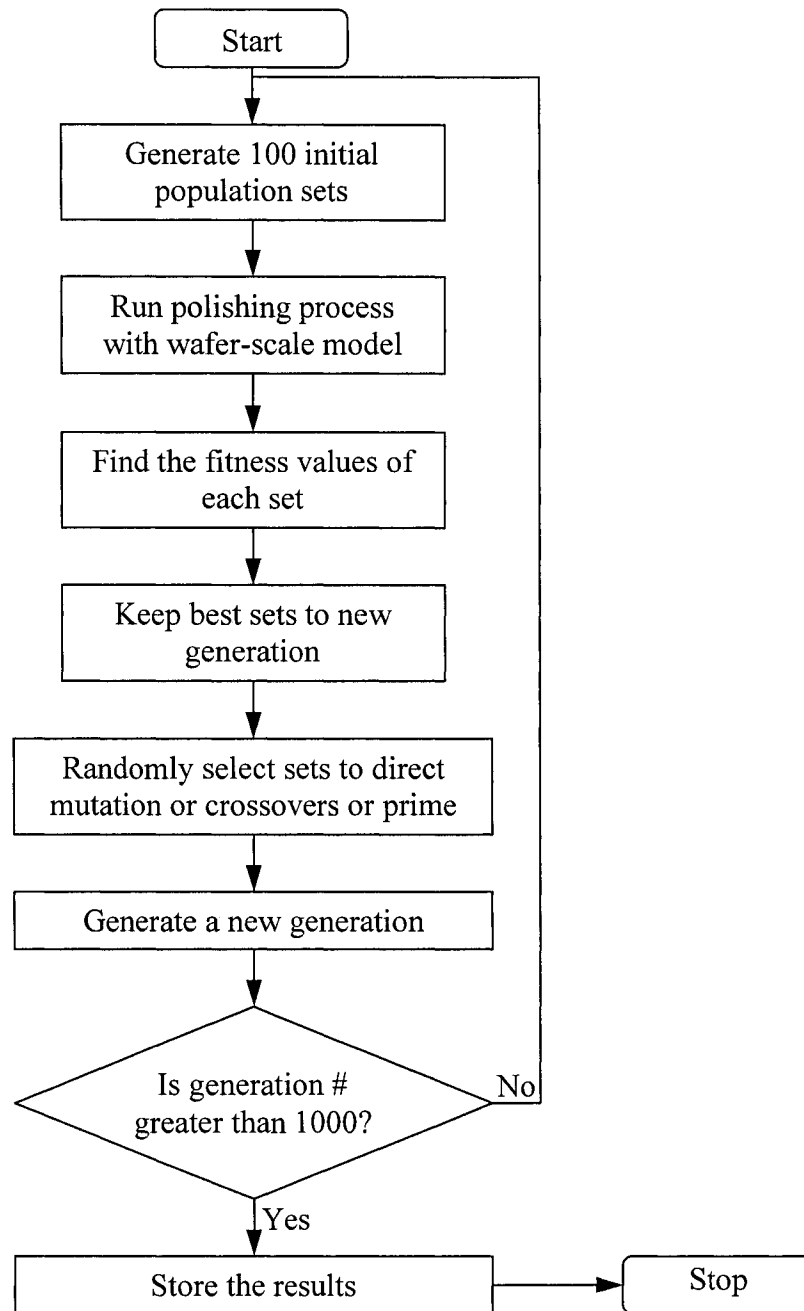 Start
Generate 100 initial
population sets
Run polishing process
with wafer-scale model
Find the fitness values of
each set
Keep best sets to new
generation
Randomly select sets to direct
mutation or crossovers or prime
Generate a new generation
Is generation #
greater than 1000?
No
Yes
Store the results
Stop